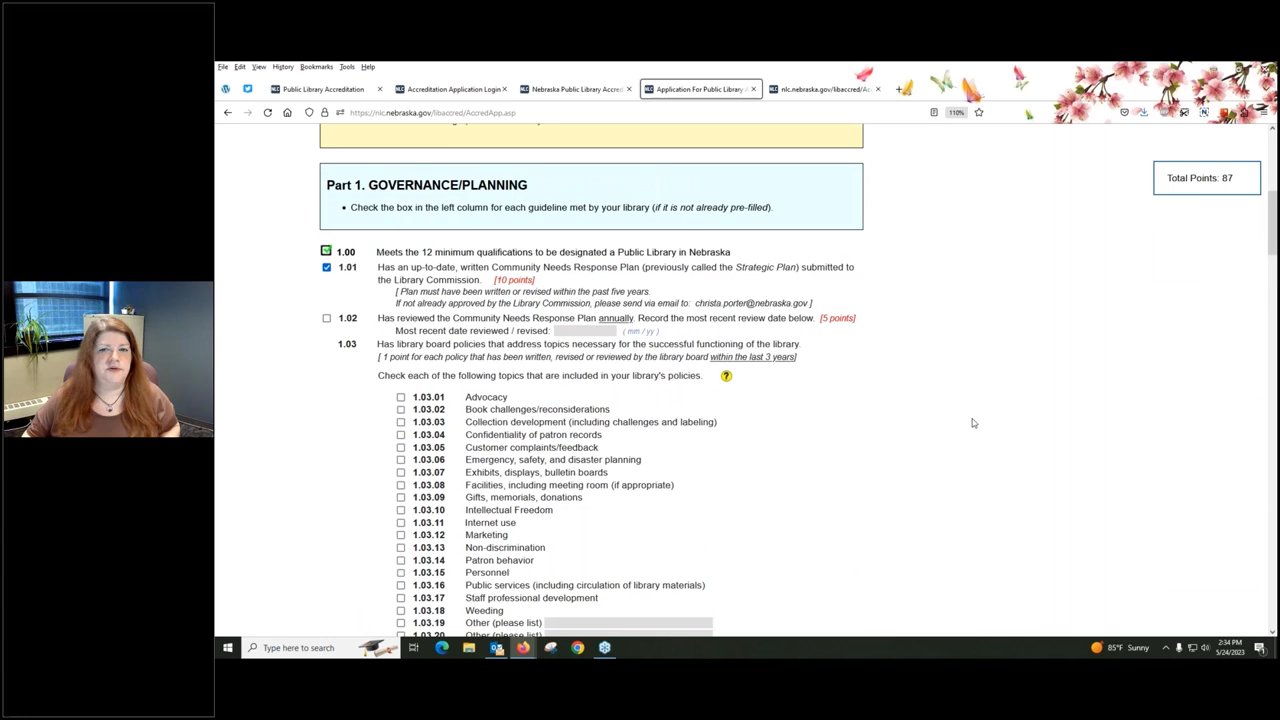 File Edit View History Bookmarks Tools Help
Public Library Accreditation × Accreditation Application Login × Nebraska Public Library Accred × Application For Public Library A × nlc.nebraska.gov/libaccred/Ac × +
https://nlc.nebraska.gov/libaccred/AccredApp.asp 110%
Part 1. GOVERNANCE/PLANNING
Total Points: 87
• Check the box in the left column for each guideline met by your library (if it is not already pre-filled).
1.00 Meets the 12 minimum qualifications to be designated a Public Library in Nebraska
1.01 Has an up-to-date, written Community Needs Response Plan (previously called the Strategic Plan) submitted to
the Library Commission. [10 points]
[ Plan must have been written or revised within the past five years.
If not already approved by the Library Commission, please send via email to: christa.porter@nebraska.gov ]
1.02 Has reviewed the Community Needs Response Plan annually. Record the most recent review date below. [5 points]
Most recent date reviewed / revised: ( mm / yy )
1.03 Has library board policies that address topics necessary for the successful functioning of the library.
[ 1 point for each policy that has been written, revised or reviewed by the library board within the last 3 years]
Check each of the following topics that are included in your library's policies. ?
1.03.01 Advocacy
1.03.02 Book challenges/reconsiderations
1.03.03 Collection development (including challenges and labeling)
1.03.04 Confidentiality of patron records
1.03.05 Customer complaints/feedback
1.03.06 Emergency, safety, and disaster planning
1.03.07 Exhibits, displays, bulletin boards
1.03.08 Facilities, including meeting room (if appropriate)
1.03.09 Gifts, memorials, donations
1.03.10 Intellectual Freedom
1.03.11 Internet use
1.03.12 Marketing
1.03.13 Non-discrimination
1.03.14 Patron behavior
1.03.15 Personnel
1.03.16 Public services (including circulation of library materials)
1.03.17 Staff professional development
1.03.18 Weeding
1.03.19 Other (please list)
1.03.20 Other (please list)
Type here to search
85°F Sunny
2:34 PM
5/24/2023